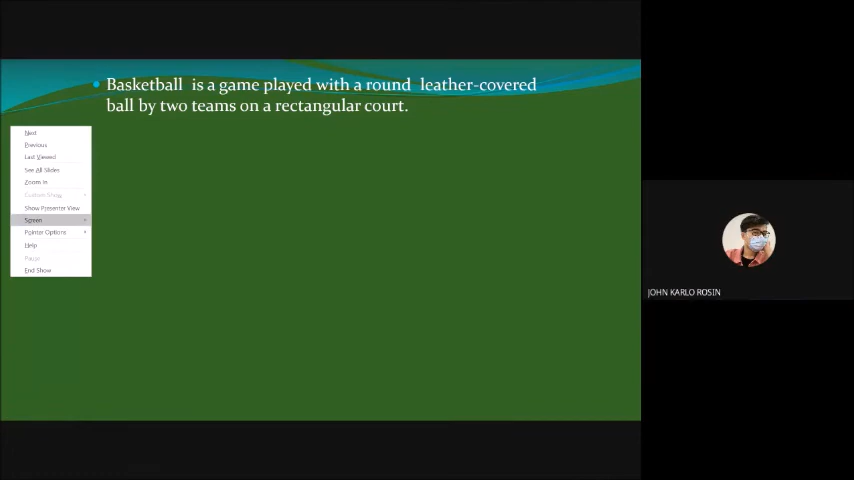 Basketball  is a game played with a round  leather-covered
ball by two teams on a rectangular court.
Next
Previous
Last Viewed
See All Slides
Zoom In
Custom Show
Show Presenter View
Screen
Pointer Options
Help
Pause
End Show
JOHN KARLO ROSIN